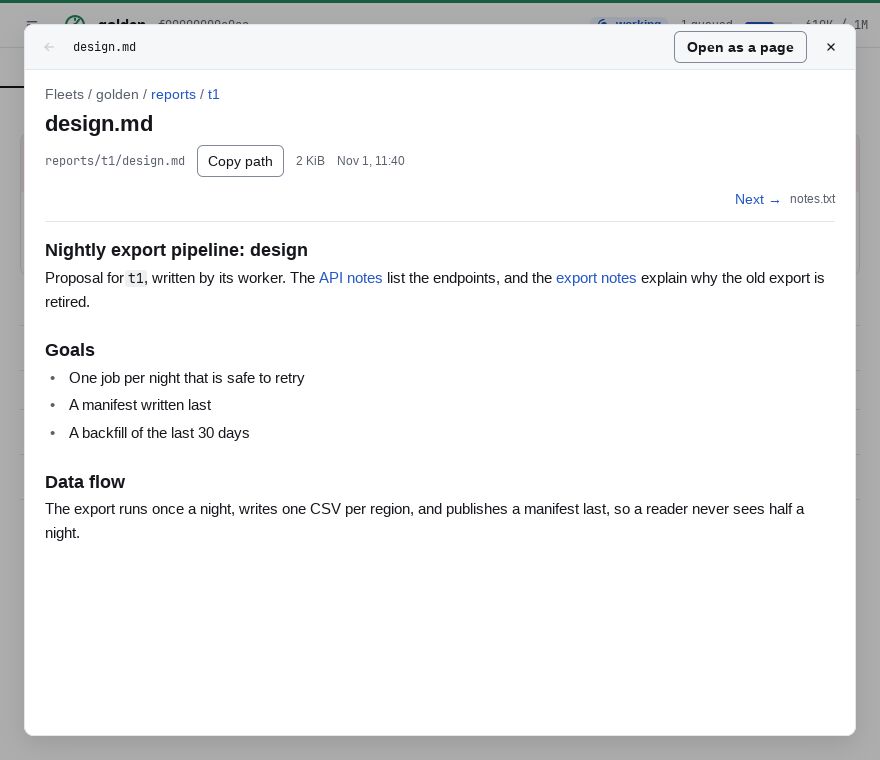 design.md
Open as a page
Fleets / golden / reports / t1
design.md
reports/t1/design.md
Copy path
2 KiB
Nov 1, 11:40
Next → notes.txt
Nightly export pipeline: design
Proposal for t1, written by its worker. The API notes list the endpoints, and the export notes explain why the old export is
retired.
Goals
• One job per night that is safe to retry
• A manifest written last
• A backfill of the last 30 days
Data flow
The export runs once a night, writes one CSV per region, and publishes a manifest last, so a reader never sees half a
night.